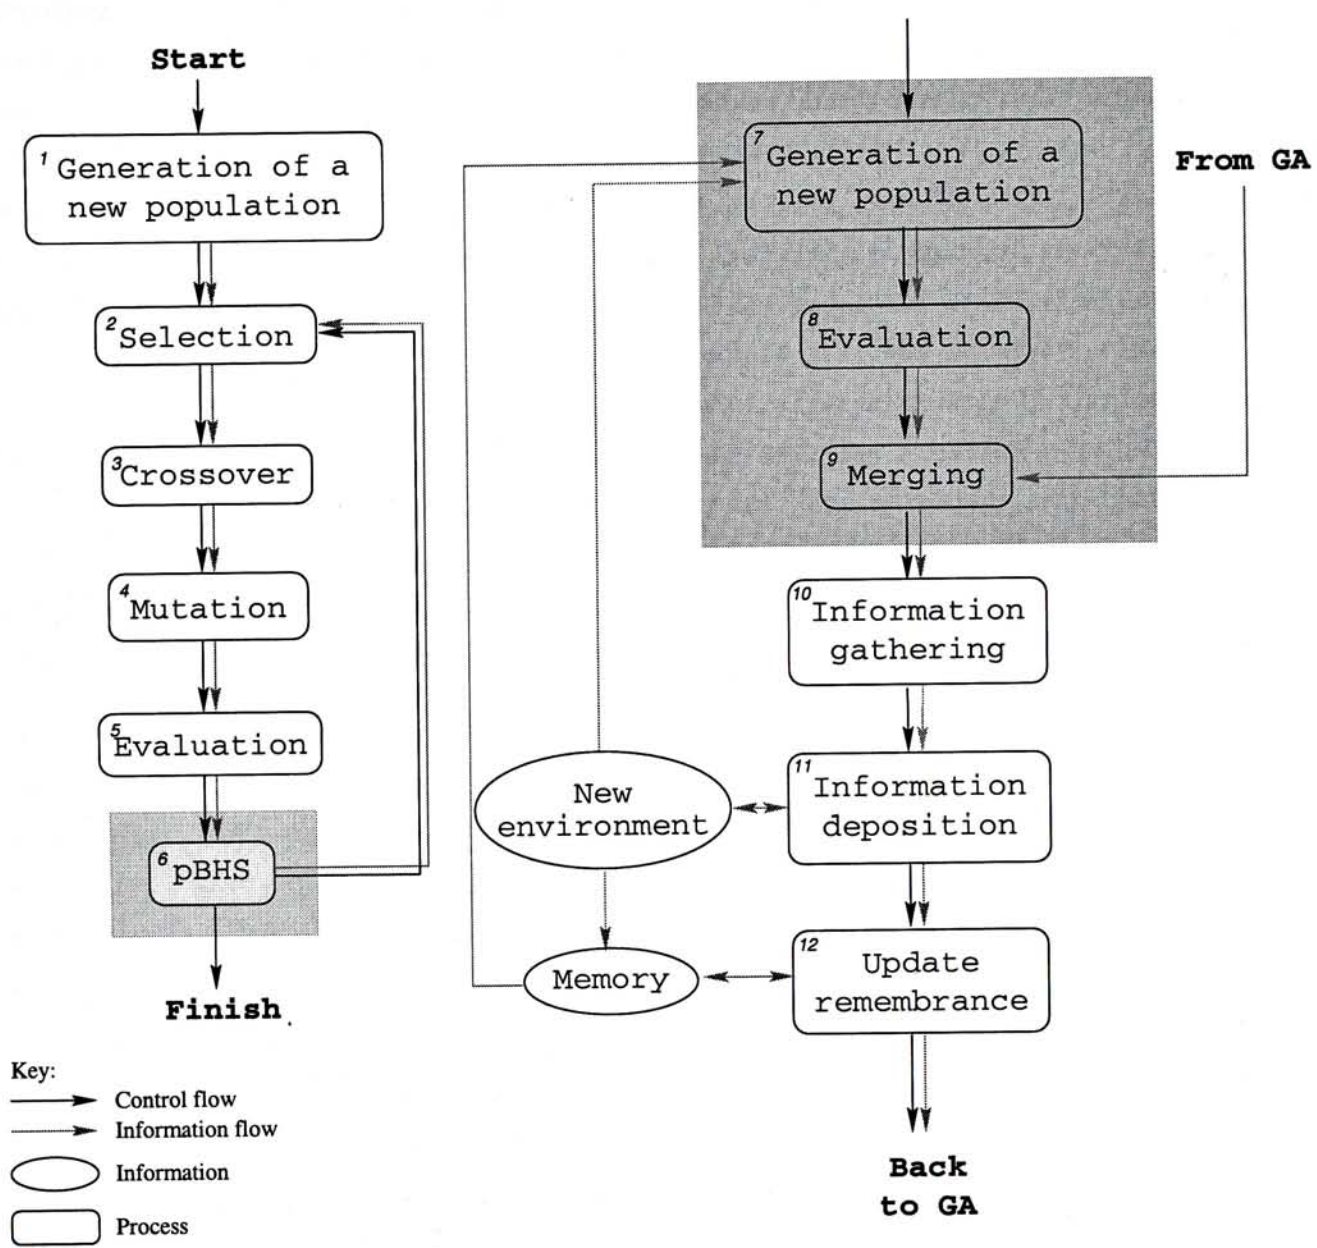 Start
1 Generation of a
new population
2 Selection
3 Crossover
4 Mutation
5 Evaluation
6 pBHS
Finish
Key:
Control flow
Information flow
Information
Process
7 Generation of a
new population
From GA
8 Evaluation
9 Merging
10 Information
gathering
11 Information
deposition
New
environment
12 Update
remembrance
Memory
Back
to GA